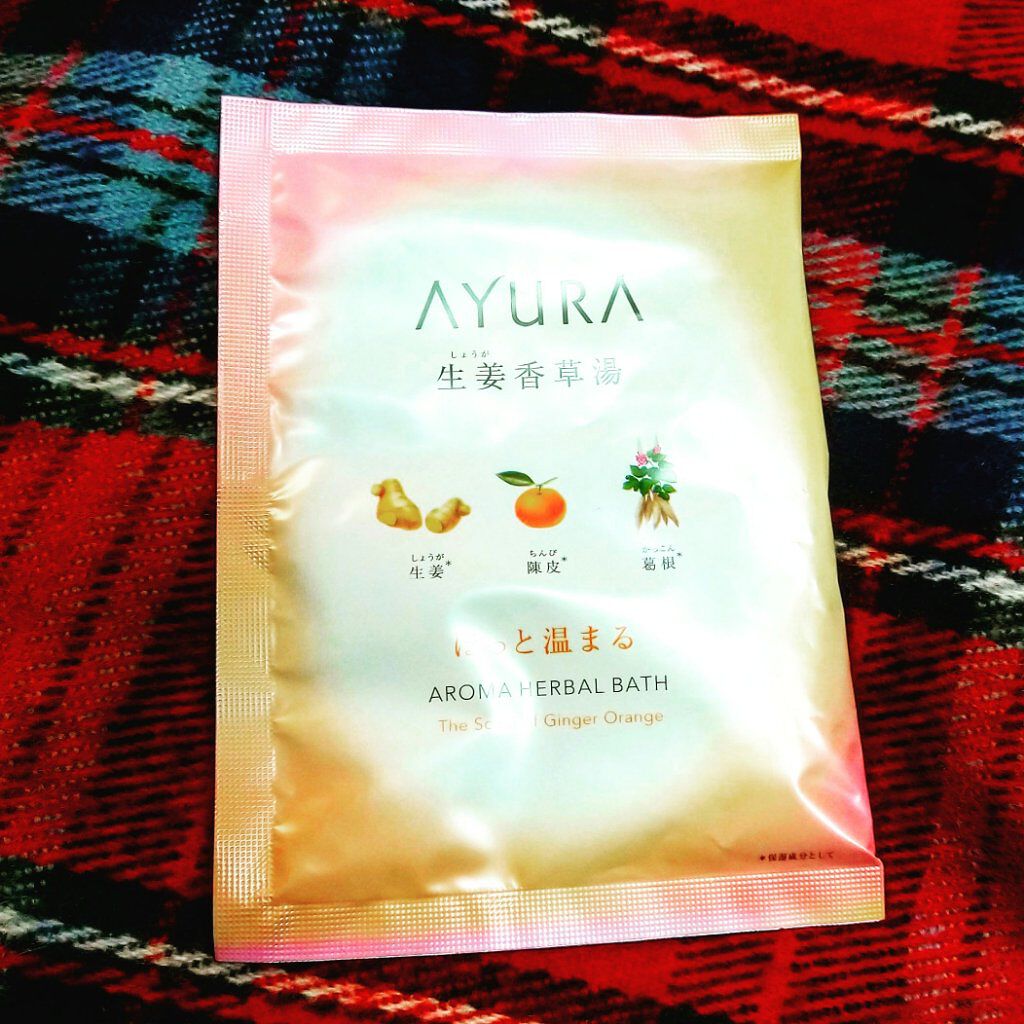 AYURA
しょうが
生姜香草湯
しょうが ちんぴ かっこん
生姜* 陳皮* 葛根*
と温まる
AROMA HERBAL BATH
The Ginger Orange
*保湿成分として